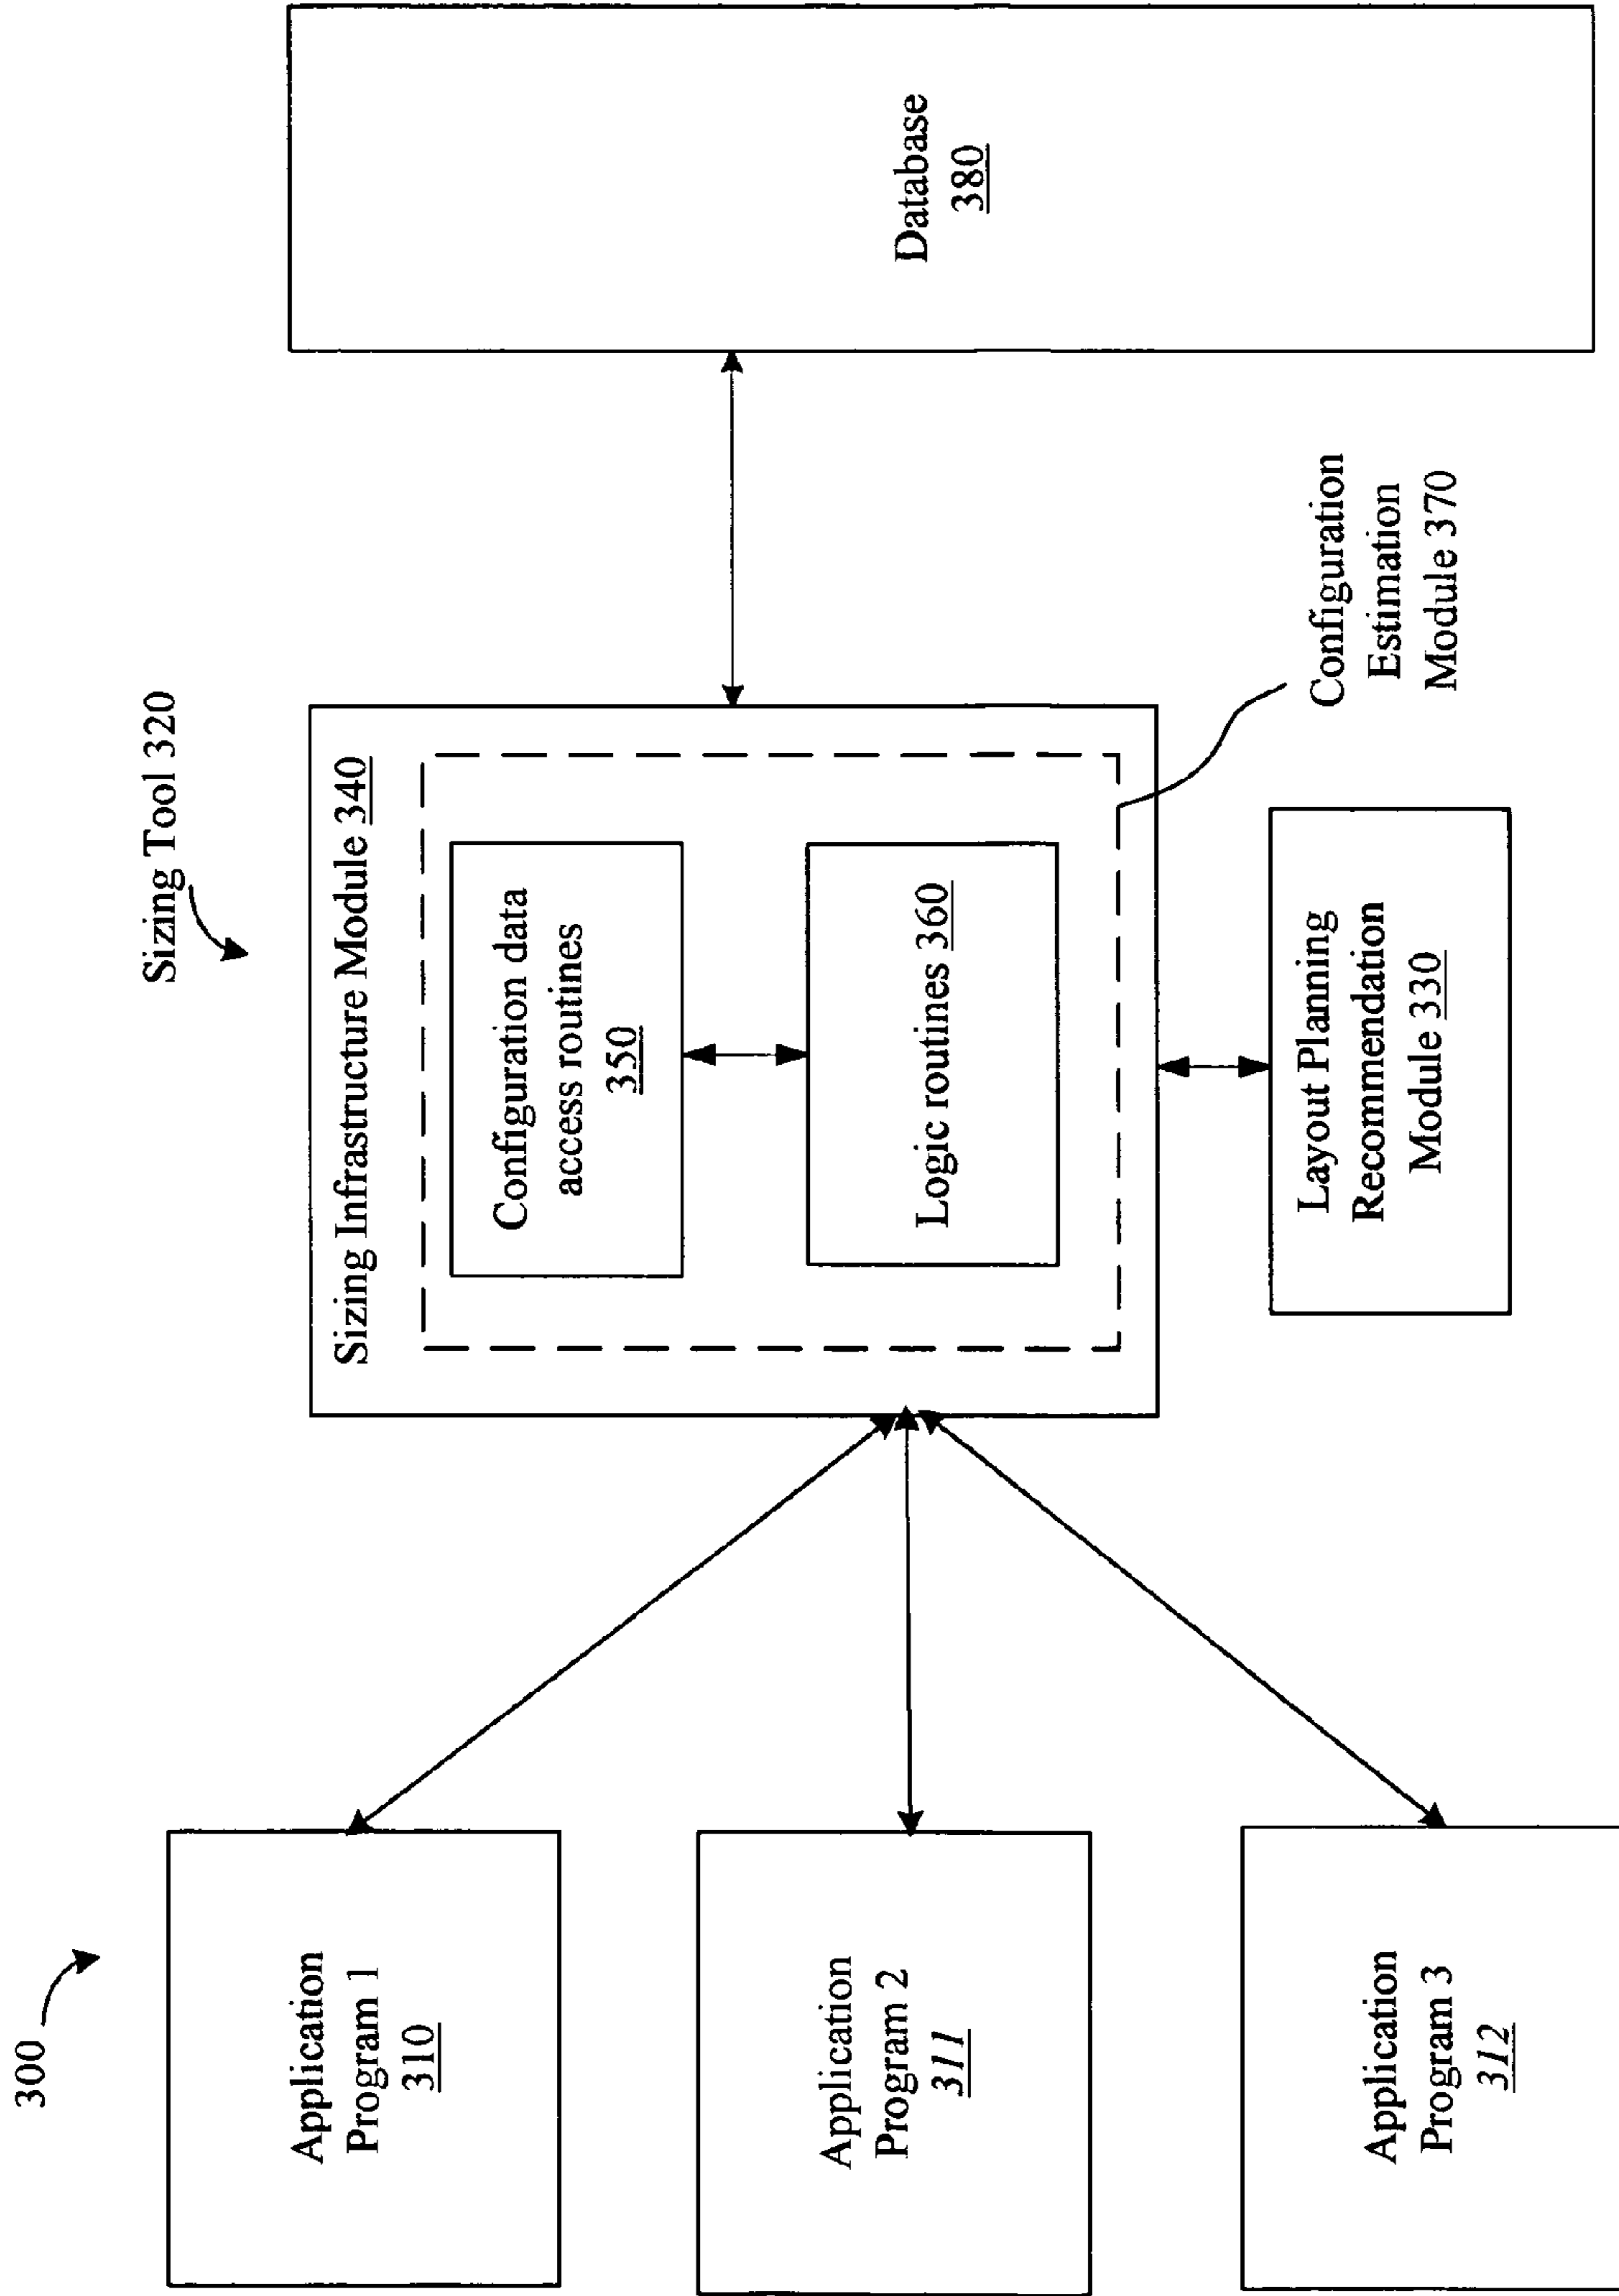 300
Application
Program 1
310
Application
Program 2
311
Application
Program 3
312
Sizing Tool 320
Sizing Infrastructure Module 340
Configuration data
access routines
350
Logic routines 360
Configuration
Estimation
Module 370
Layout Planning
Recommendation
Module 330
Database
380